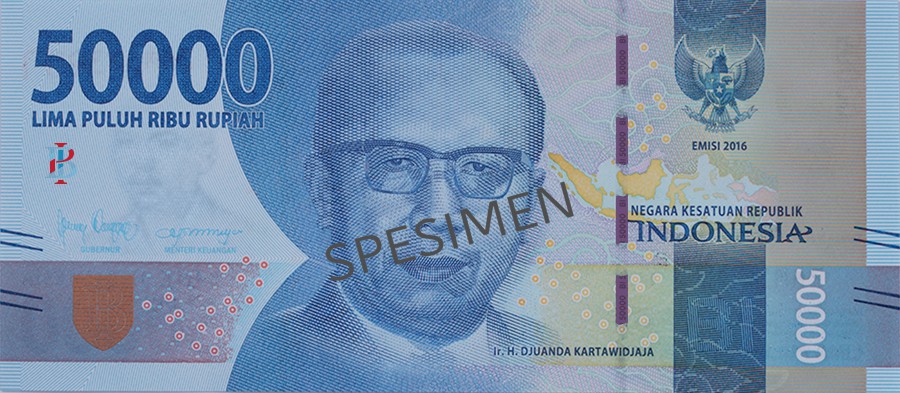 50000
LIMA PULUH RIBU RUPIAH
GUBERNUR
MENTERI KEUANGAN
SPESIMEN
Ir. H. DJUANDA KARTAWIDJAJA
EMISI 2016
NEGARA KESATUAN REPUBLIK
INDONESIA
50000